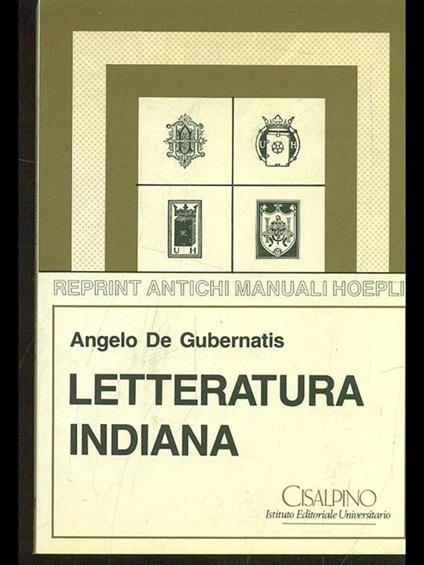 U H
U H
REPRINT ANTICHI MANUALI HOEPLI
Angelo De Gubernatis
LETTERATURA
INDIANA
CISALPINO
Istituto Editoriale Universitario